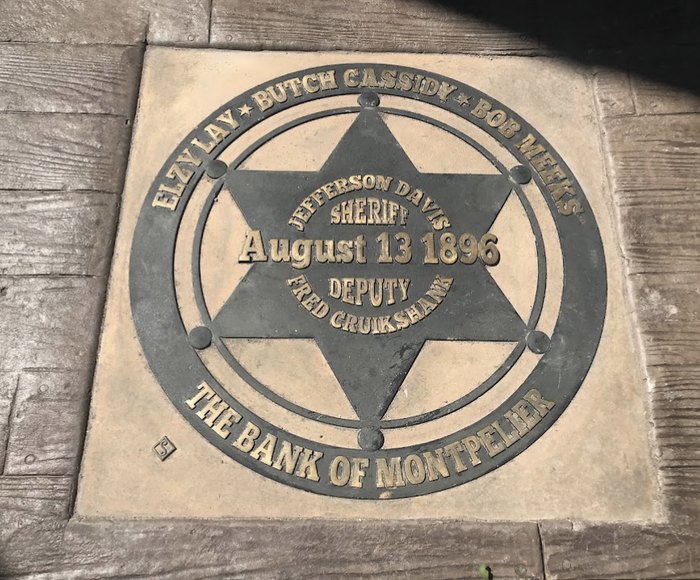 ELZY LAY ★ BUTCH CASSIDY ★ BOB MEEKS
JEFFERSON DAVIS
SHERIFF
August 13 1896
DEPUTY
FRED CRUIKSHANK
THE BANK OF MONTPELIER